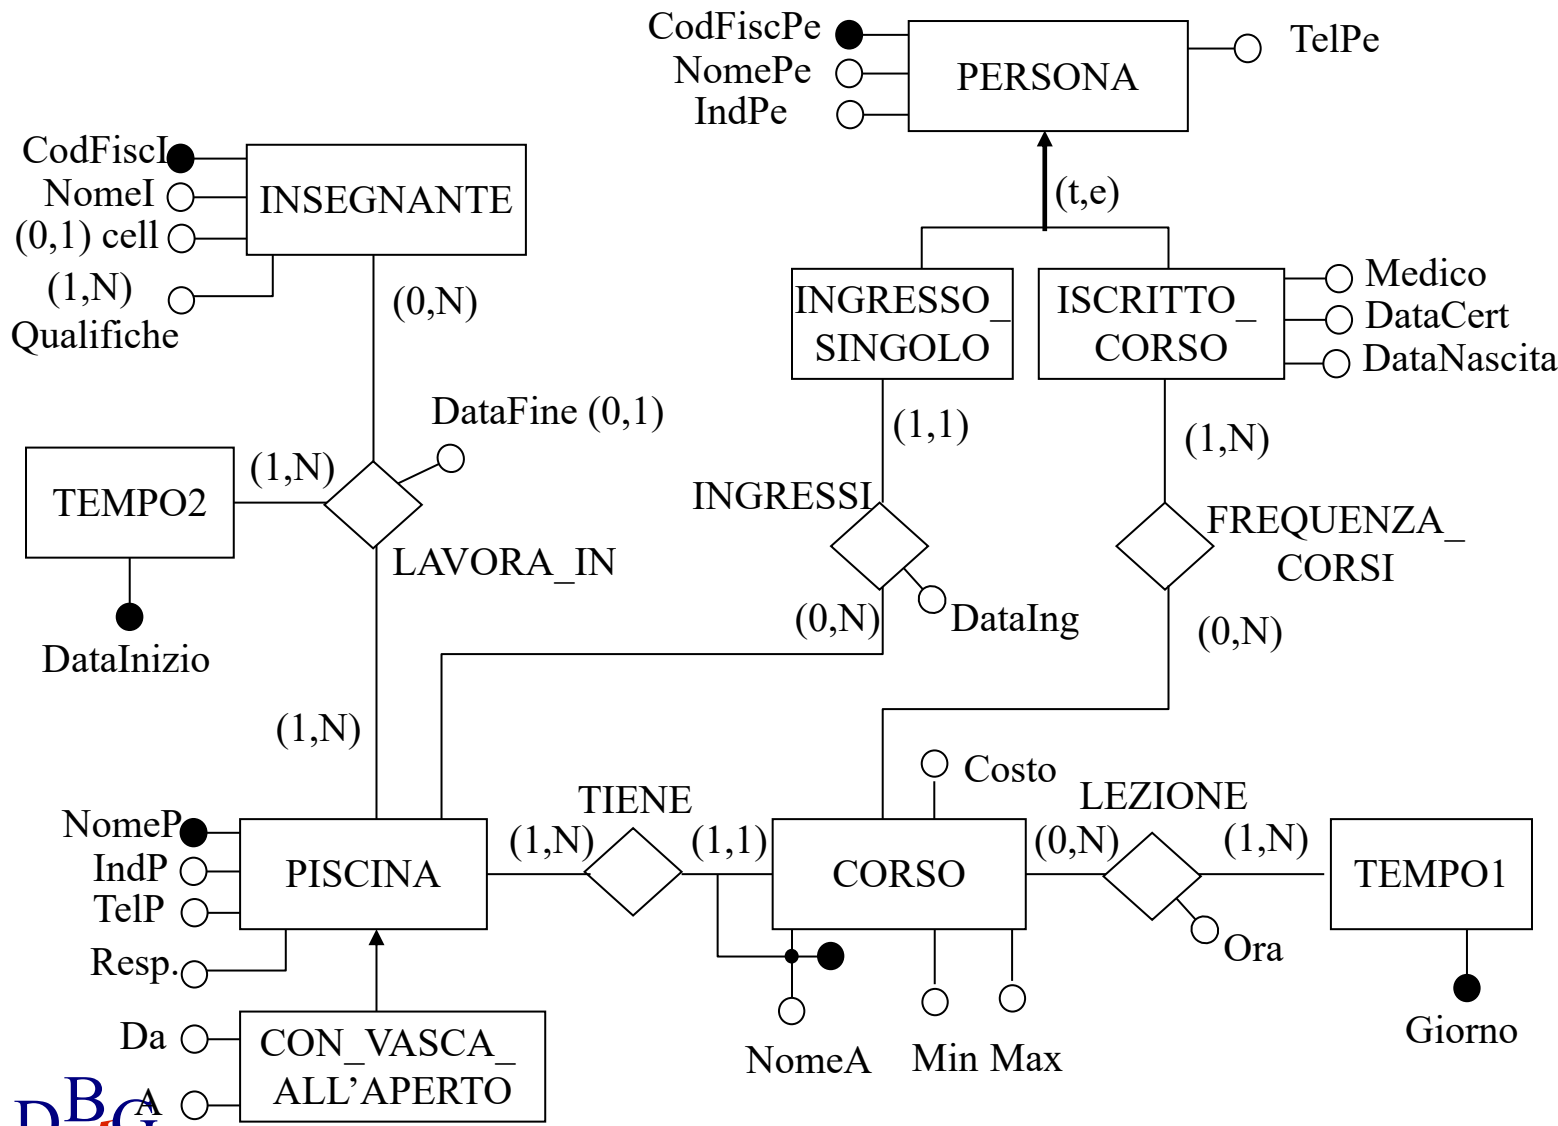 CodFiscPe
NomePe
IndPe
PERSONA
TelPe
CodFiscI
NomeI
(0,1) cell
(1,N)
Qualifiche
INSEGNANTE
(0,N)
(t,e)
INGRESSO_
SINGOLO
ISCRITTO_
CORSO
Medico
DataCert
DataNascita
DataFine (0,1)
(1,1)
(1,N)
(1,N)
TEMPO2
INGRESSI
FREQUENZA_
CORSI
LAVORA_IN
DataInizio
(0,N)
DataIng
(0,N)
(1,N)
Costo
NomeP
IndP
TelP
Resp.
PISCINA
TIENE
(1,N)
(1,1)
CORSO
LEZIONE
(0,N)
(1,N)
TEMPO1
Ora
Giorno
NomeA
Min Max
Da
A
CON_VASCA_
ALL’APERTO
DBG